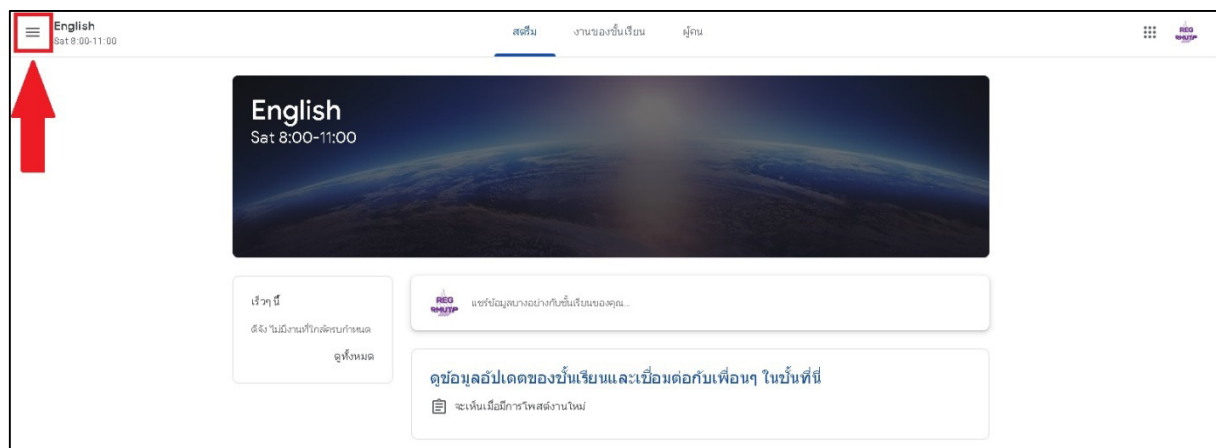 English
Sat 8:00-11:00
สตรีม งานของชั้นเรียน ผู้คน
REG
RMUTP
English
Sat 8:00-11:00
เร็วๆ นี้
ดีจัง ไม่มีงานที่ใกล้ครบกำหนด
ดูทั้งหมด
REG
RMUTP
แชร์ข้อมูลบางอย่างกับชั้นเรียนของคุณ...
ดูข้อมูลอัปเดตของชั้นเรียนและเชื่อมต่อกับเพื่อนๆ ในชั้นที่นี่
จะเห็นเมื่อมีการโพสต์งานใหม่